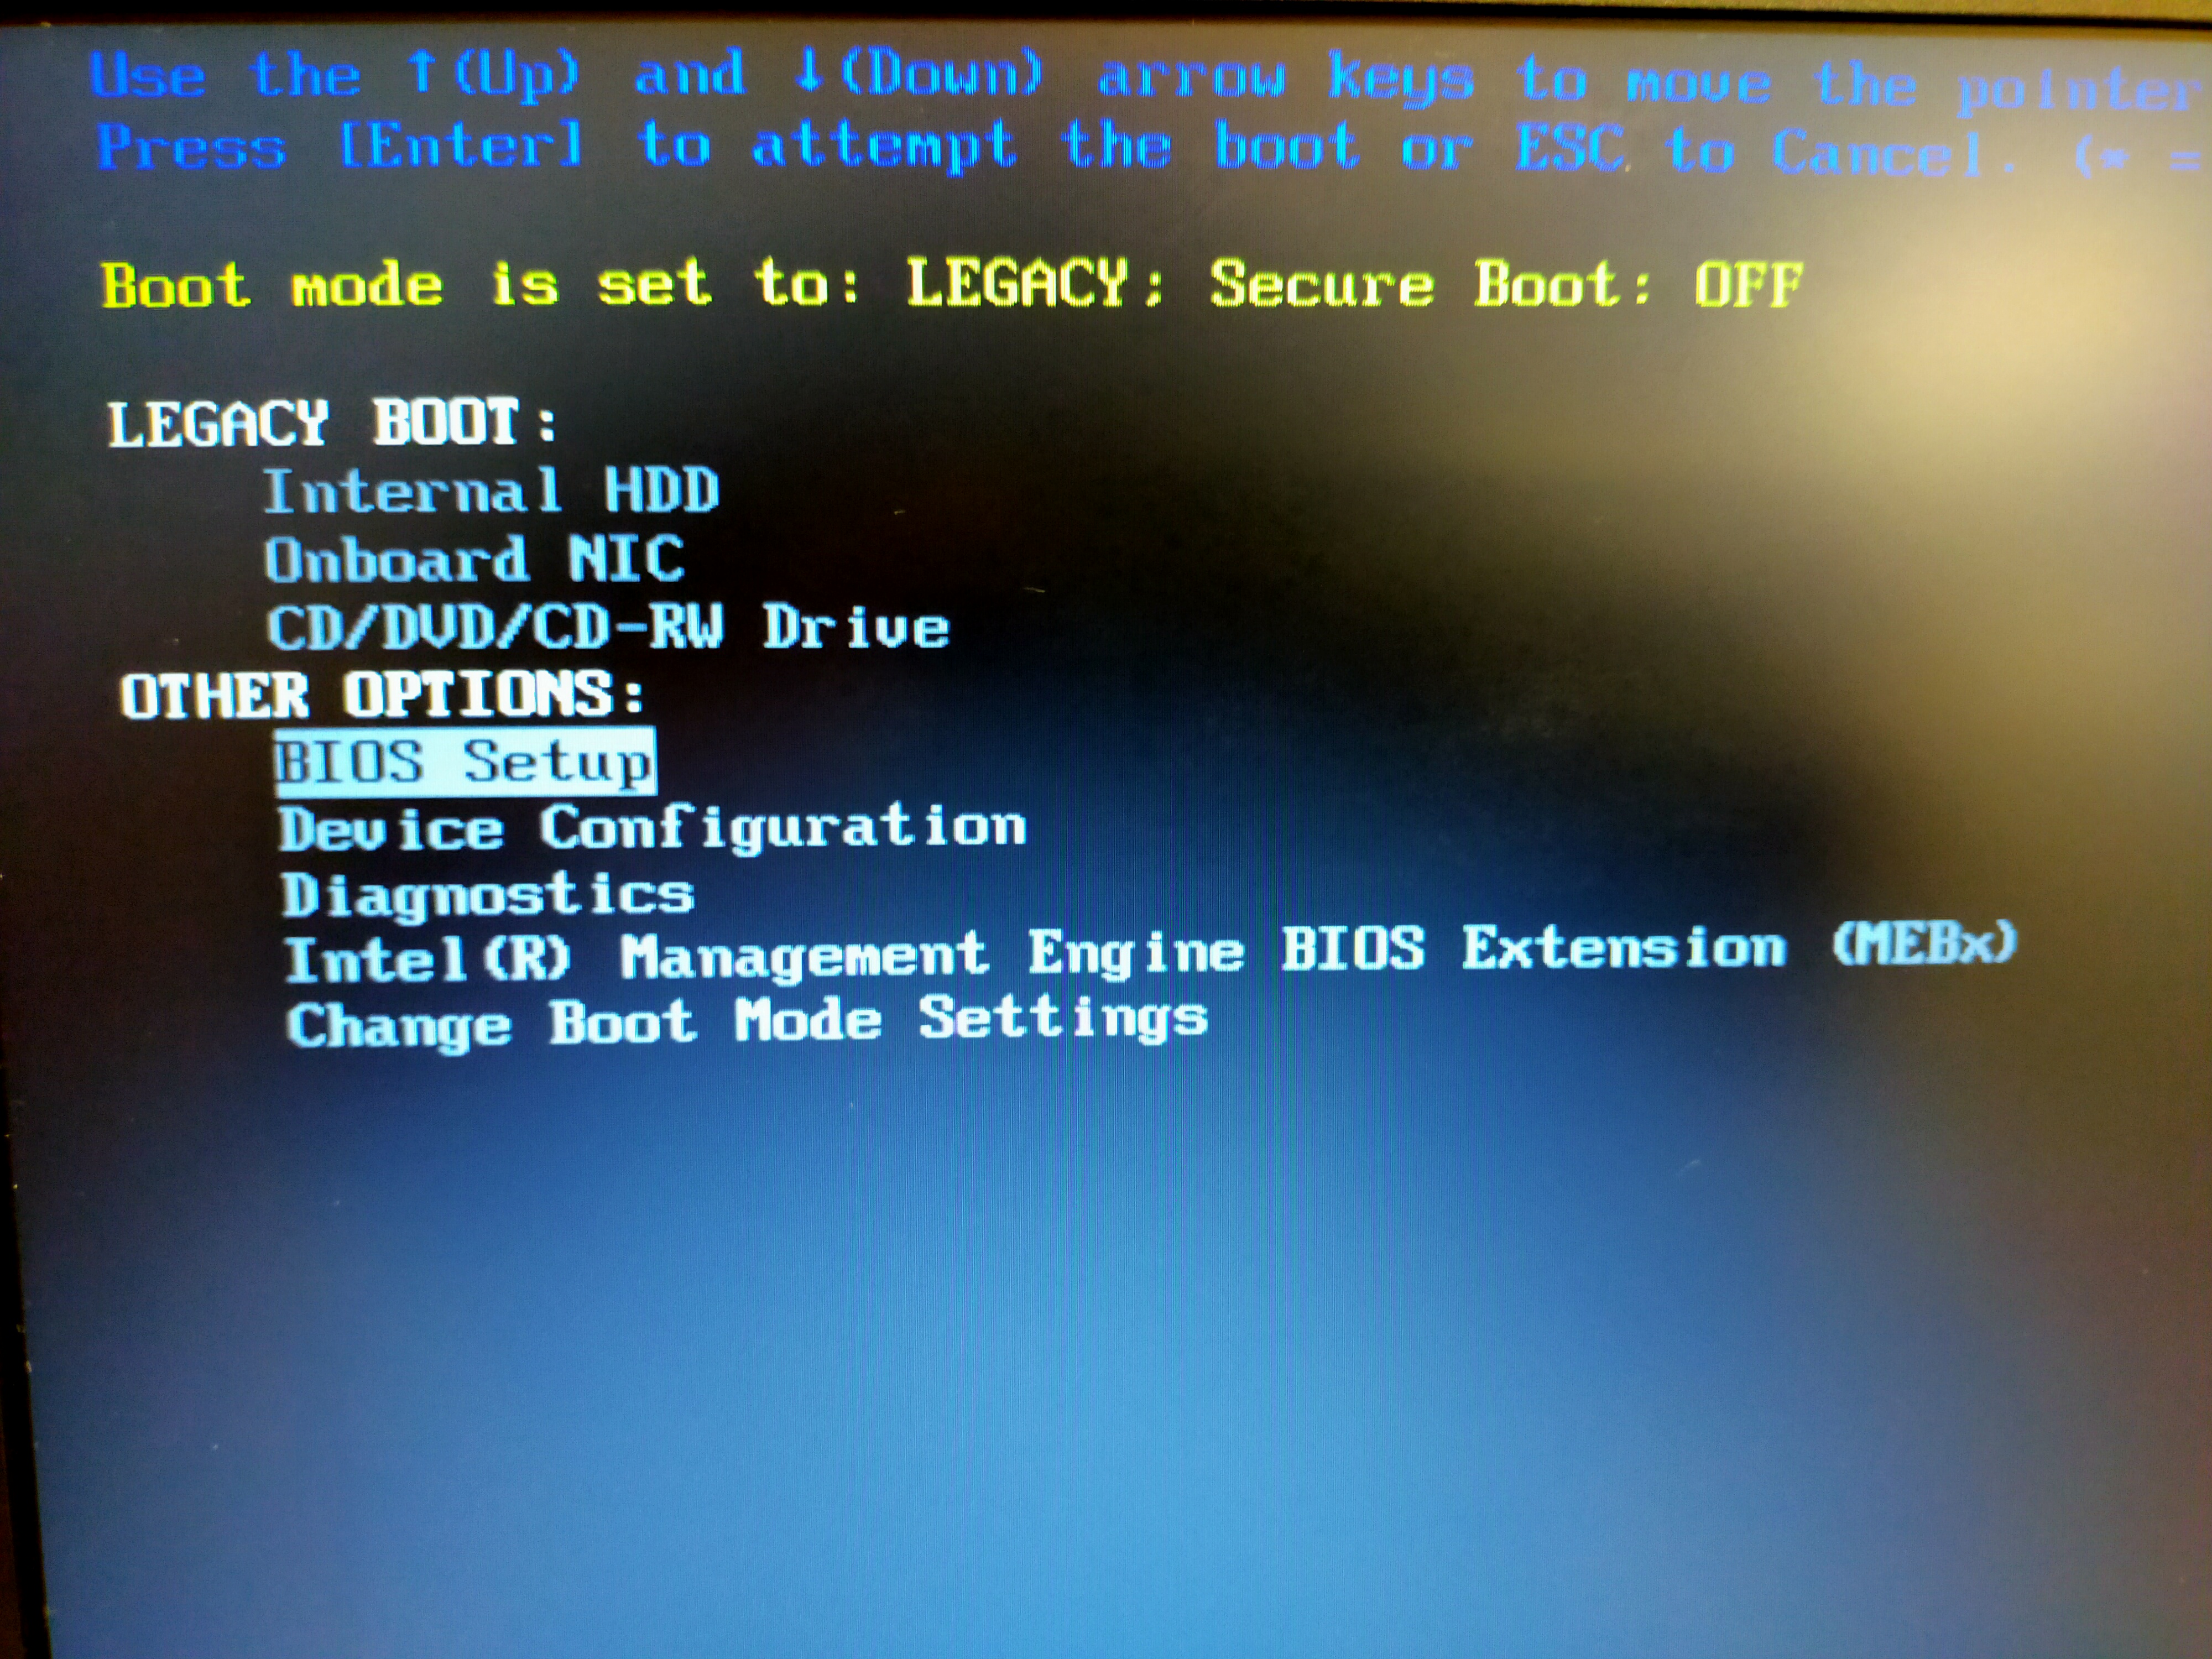 Use the ↑(Up) and ↓(Down) arrow keys to move the pointer
Press [Enter] to attempt the boot or ESC to Cancel. (* =
Boot mode is set to: LEGACY; Secure Boot: OFF
LEGACY BOOT:
Internal HDD
Onboard NIC
CD/DVD/CD-RW Drive
OTHER OPTIONS:
BIOS Setup
Device Configuration
Diagnostics
Intel(R) Management Engine BIOS Extension (MEBx)
Change Boot Mode Settings